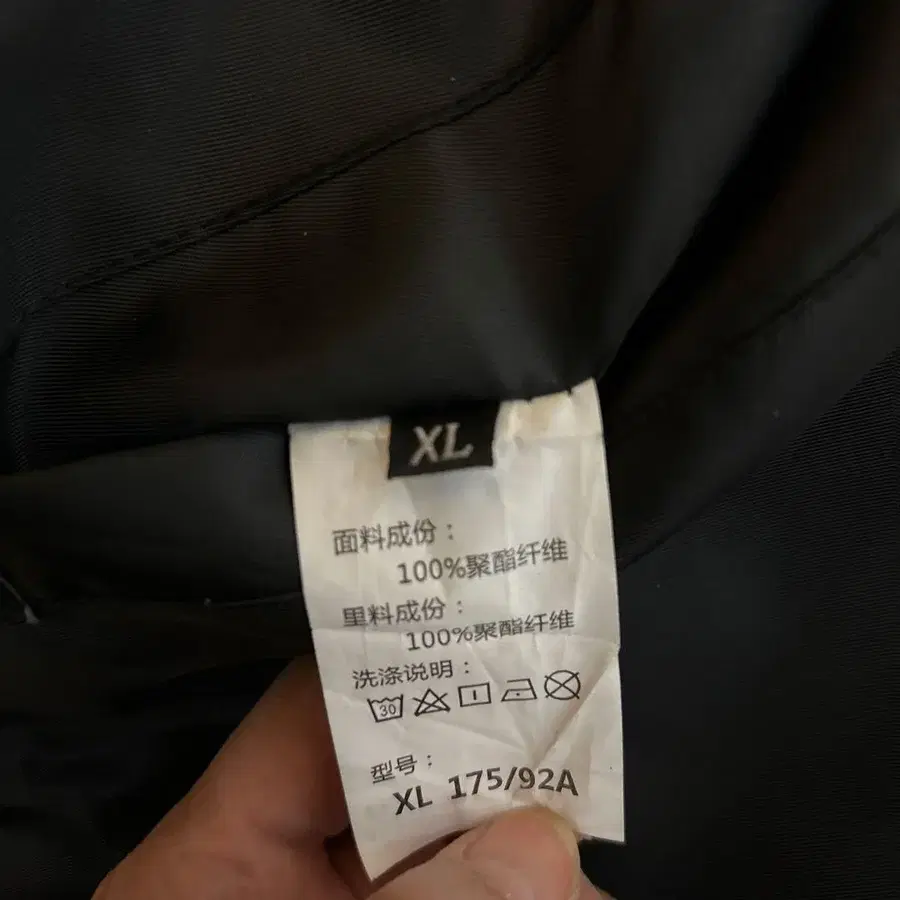 XL
面料成份：
100%聚酯纤维
里料成份：
100%聚酯纤维
洗涤说明：
30
型号：
XL 175/92A